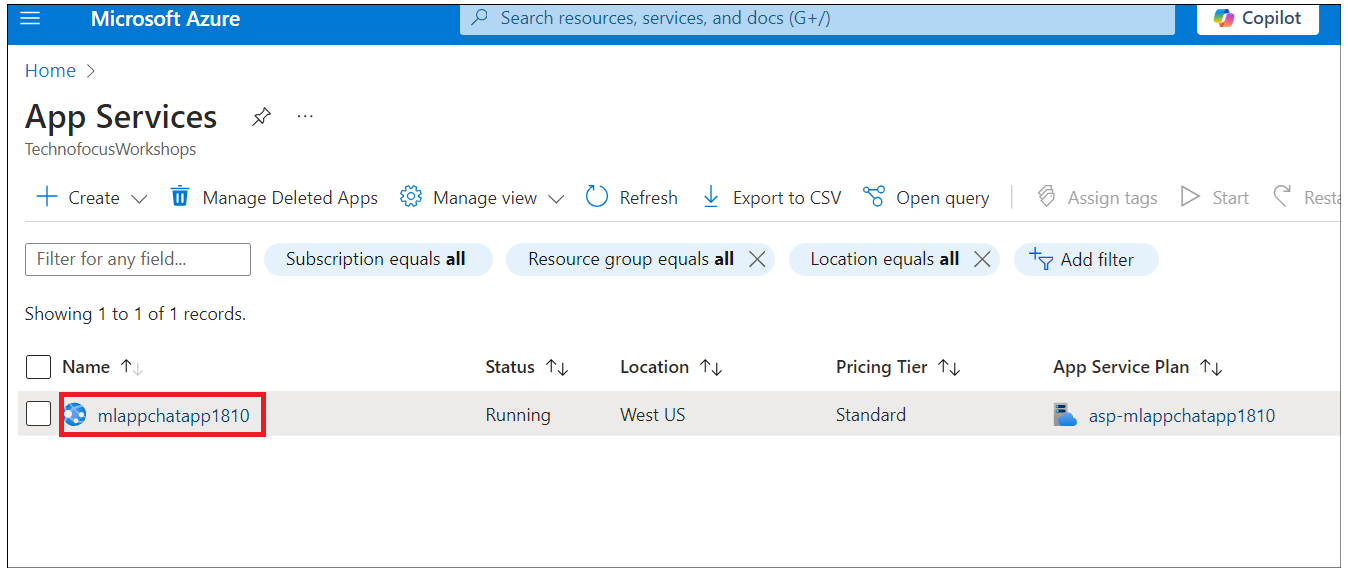 Microsoft Azure Search resources, services, and docs (G+/) Copilot
Home >
App Services ...
TechnofocusWorkshops
Create Manage Deleted Apps Manage view Refresh Export to CSV Open query Assign tags Start
Filter for any field... Subscription equals all Resource group equals all Location equals all Add filter
Showing 1 to 1 of 1 records.
Name Status Location Pricing Tier App Service Plan
mlappchatapp1810 Running West US Standard asp-mlappchatapp1810